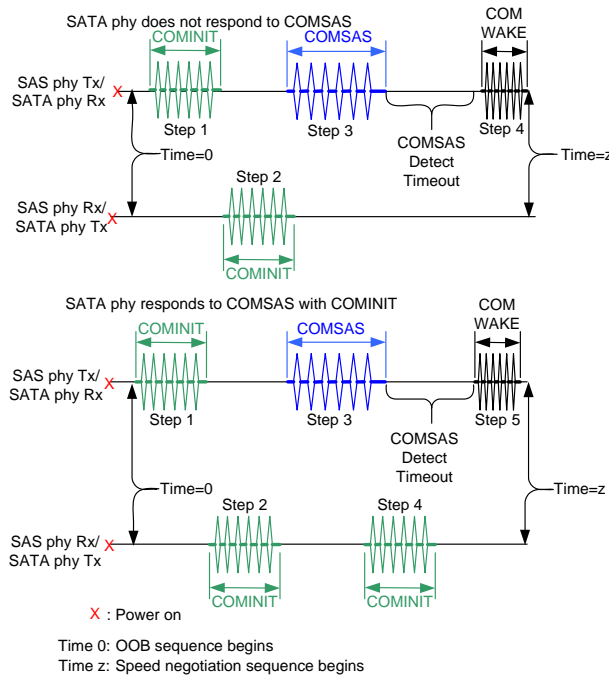 SATA phy does not respond to COMSAS
COMINIT
COMSAS
COM
WAKE
SAS phy Tx/
SATA phy Rx
X
Step 1
Step 3
Step 4
Time=0
COMSAS
Detect
Timeout
Time=z
Step 2
SAS phy Rx/
SATA phy Tx
X
COMINIT
SATA phy responds to COMSAS with COMINIT
COMINIT
COMSAS
COM
WAKE
SAS phy Tx/
SATA phy Rx
X
Step 1
Step 3
Step 5
COMSAS
Detect
Timeout
Time=0
Time=z
Step 2
Step 4
SAS phy Rx/
SATA phy Tx
X
COMINIT
COMINIT
X : Power on
Time 0: OOB sequence begins
Time z: Speed negotiation sequence begins